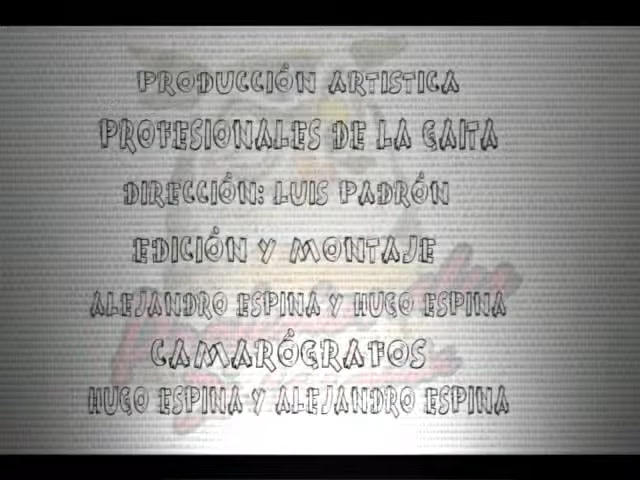 PRODUCCIÓN ARTISTICA
PROFESIONALES DE LA GAITA
DIRECCIÓN: LUIS PADRÓN
EDICIÓN Y MONTAJE
ALEJANDRO ESPINA Y HUGO ESPINA
CAMARÓGRAFOS
HUGO ESPINA Y ALEJANDRO ESPINA